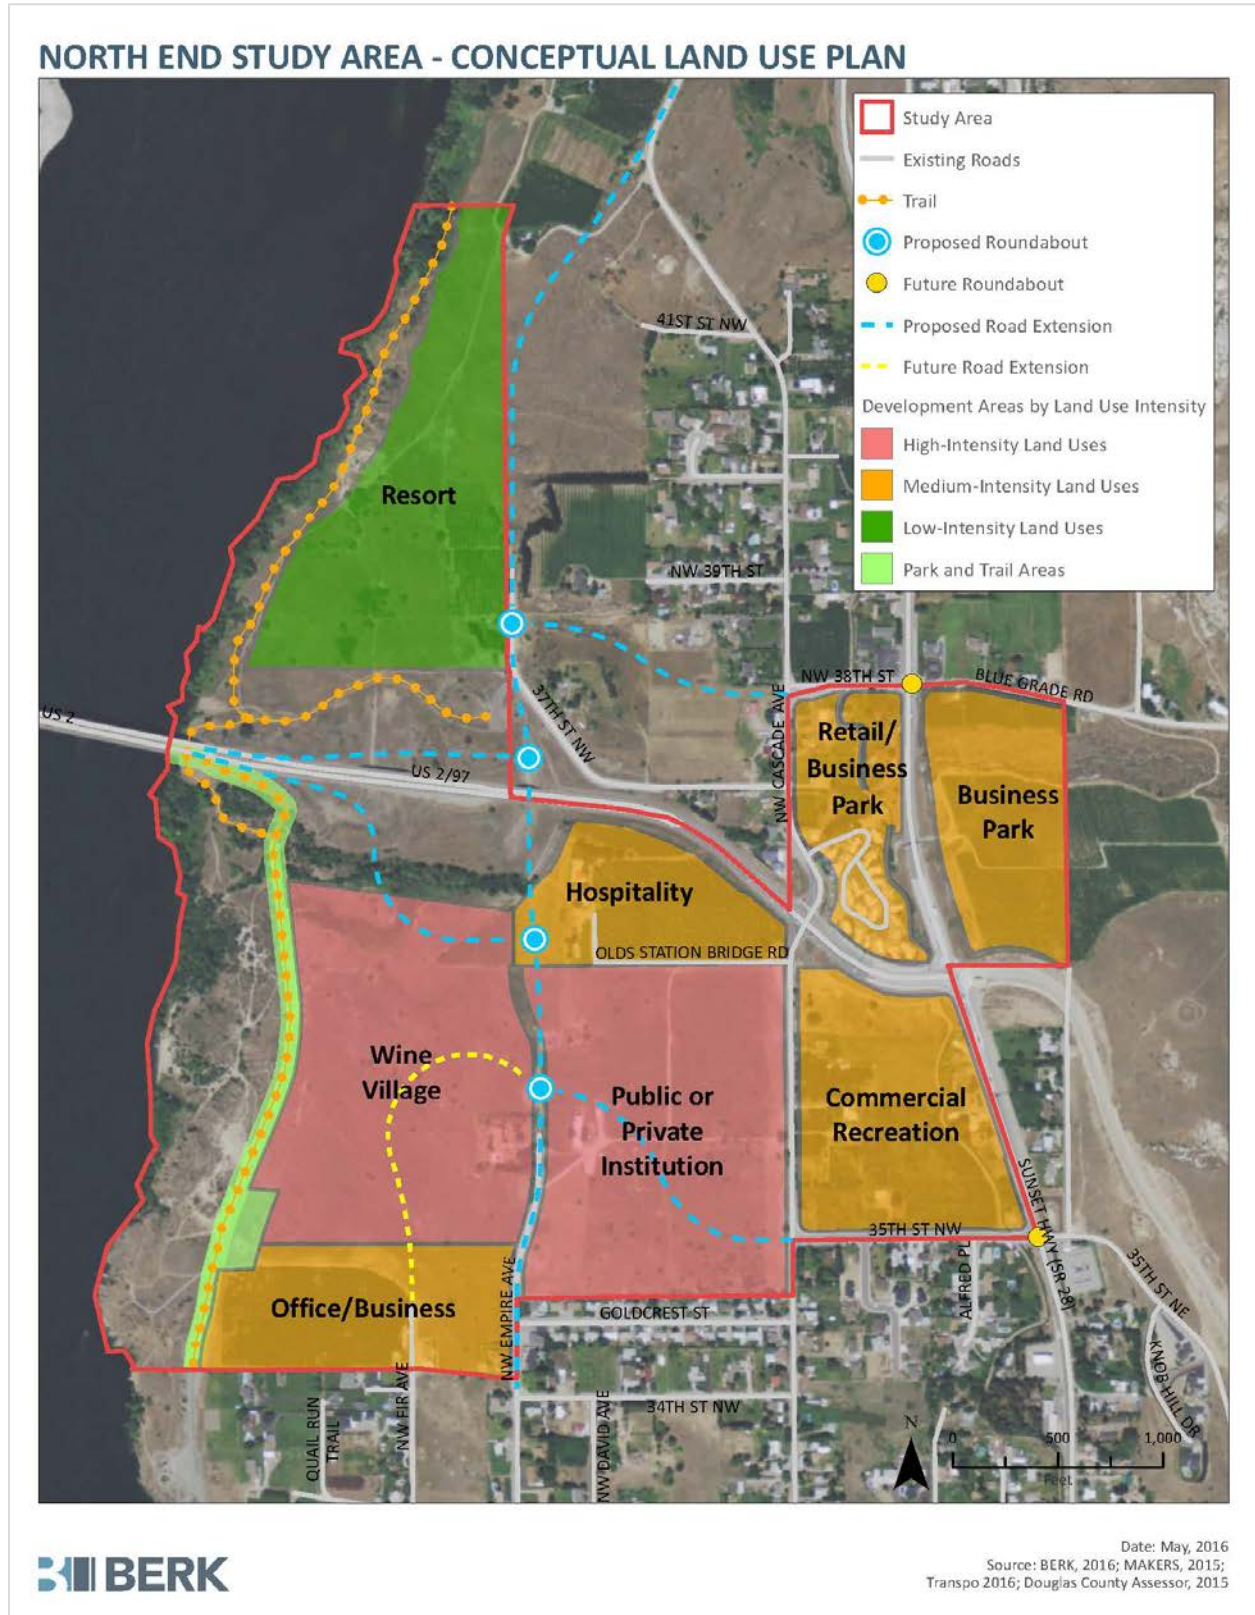 NORTH END STUDY AREA - CONCEPTUAL LAND USE PLAN
Study Area
Existing Roads
Trail
Proposed Roundabout
Future Roundabout
Proposed Road Extension
Future Road Extension
Development Areas by Land Use Intensity
High-Intensity Land Uses
Medium-Intensity Land Uses
Low-Intensity Land Uses
Park and Trail Areas
41ST ST NW
Resort
NW 39TH ST
NW 38TH ST
BLUE GRADE RD
US 2
37TH ST NW
NW CASCADE AVE
US 2/97
Retail/
Business
Park
Business
Park
Hospitality
OLDS STATION BRIDGE RD
Wine
Village
Public or
Private
Institution
Commercial
Recreation
SUNSET HWY (SR 28)
35TH ST NW
35TH ST NE
ALFRED PL
Office/Business
NW EMPIRE AVE
GOLDCREST ST
KNOB HILL DR
QUAIL RUN
TRAIL
NW FIR AVE
34TH ST NW
NW DAVID AVE
N
0 500 1,000
Feet
BERK
Date: May, 2016
Source: BERK, 2016; MAKERS, 2015;
Transpo 2016; Douglas County Assessor, 2015